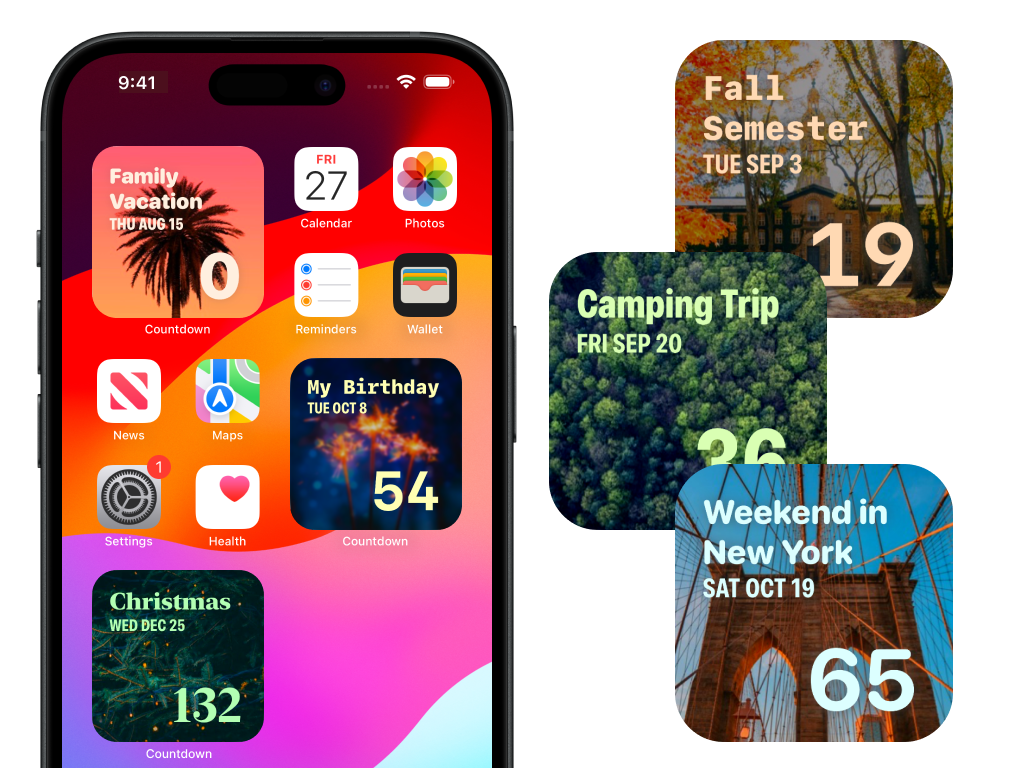 9:41
Family
Vacation
THU AUG 15
0
Countdown
FRI
27
Calendar
Photos
Reminders
Wallet
News
Maps
My Birthday
TUE OCT 8
54
Countdown
1
Settings
Health
Christmas
WED DEC 25
132
Countdown
Fall
Semester
TUE SEP 3
19
Camping Trip
FRI SEP 20
36
Weekend in
New York
SAT OCT 19
65